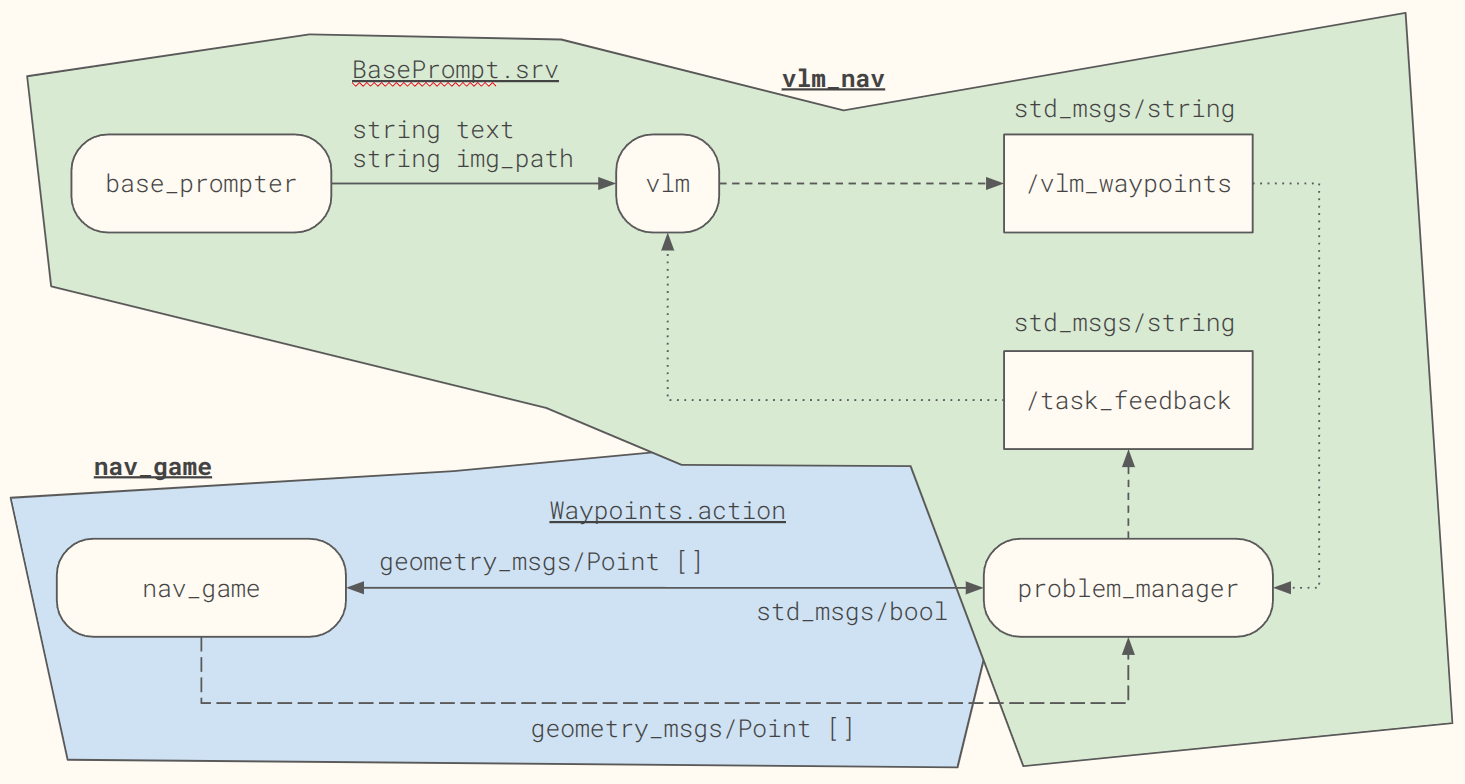 BasePrompt.srv
vlm_nav
std_msgs/string
string text
string img_path
base_prompter
vlm
/vlm_waypoints
std_msgs/string
/task_feedback
nav_game
Waypoints.action
geometry_msgs/Point []
nav_game
problem_manager
std_msgs/bool
geometry_msgs/Point []